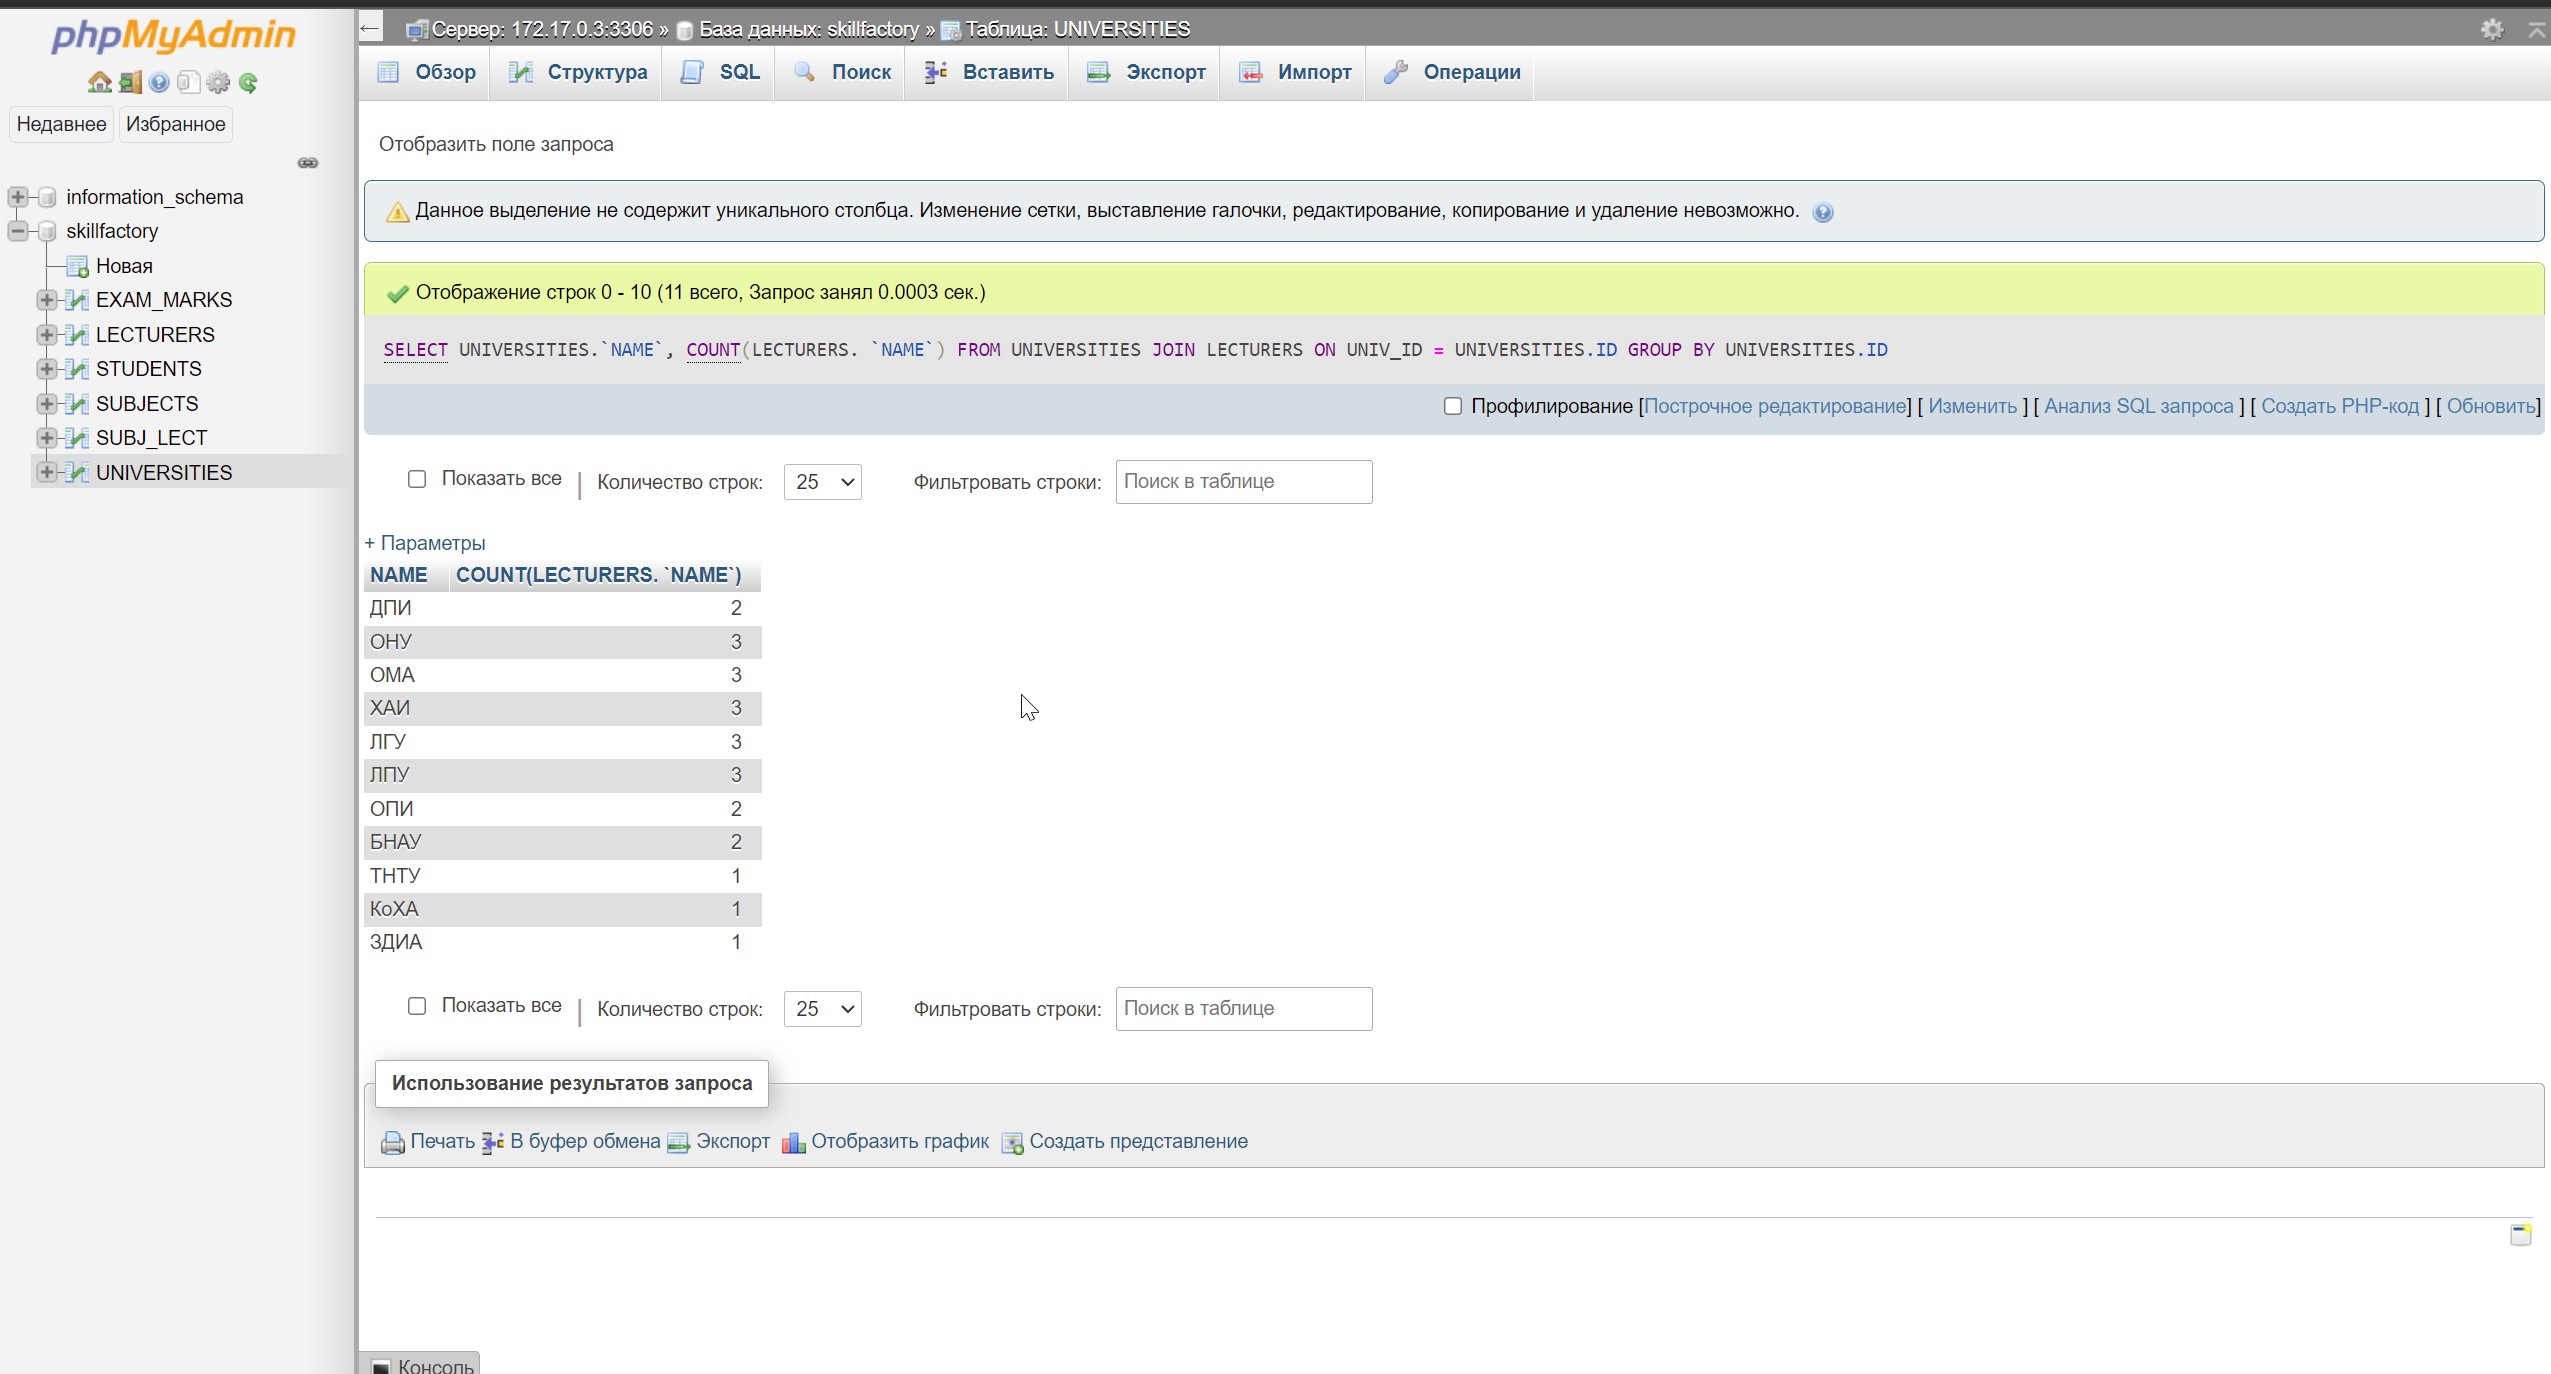 phpMyAdmin
Недавнее Избранное
information_schema
skillfactory
Новая
EXAM_MARKS
LECTURERS
STUDENTS
SUBJECTS
SUBJ_LECT
UNIVERSITIES
← Сервер: 172.17.0.3:3306 » База данных: skillfactory » Таблица: UNIVERSITIES
Обзор Структура SQL Поиск Вставить Экспорт Импорт Операции
Отобразить поле запроса
Данное выделение не содержит уникального столбца. Изменение сетки, выставление галочки, редактирование, копирование и удаление невозможно.
Отображение строк 0 - 10 (11 всего, Запрос занял 0.0003 сек.)
SELECT UNIVERSITIES.`NAME`, COUNT(LECTURERS. `NAME`) FROM UNIVERSITIES JOIN LECTURERS ON UNIV_ID = UNIVERSITIES.ID GROUP BY UNIVERSITIES.ID
Профилирование [Построчное редактирование] [ Изменить ] [ Анализ SQL запроса ] [ Создать PHP-код ] [ Обновить]
Показать все | Количество строк: 25 Фильтровать строки: Поиск в таблице
+ Параметры
NAME COUNT(LECTURERS. `NAME`)
ДПИ 2
ОНУ 3
ОМА 3
ХАИ 3
ЛГУ 3
ЛПУ 3
ОПИ 2
БНАУ 2
ТНТУ 1
КоХА 1
ЗДИА 1
Показать все | Количество строк: 25 Фильтровать строки: Поиск в таблице
Использование результатов запроса
Печать В буфер обмена Экспорт Отобразить график Создать представление
Консоль